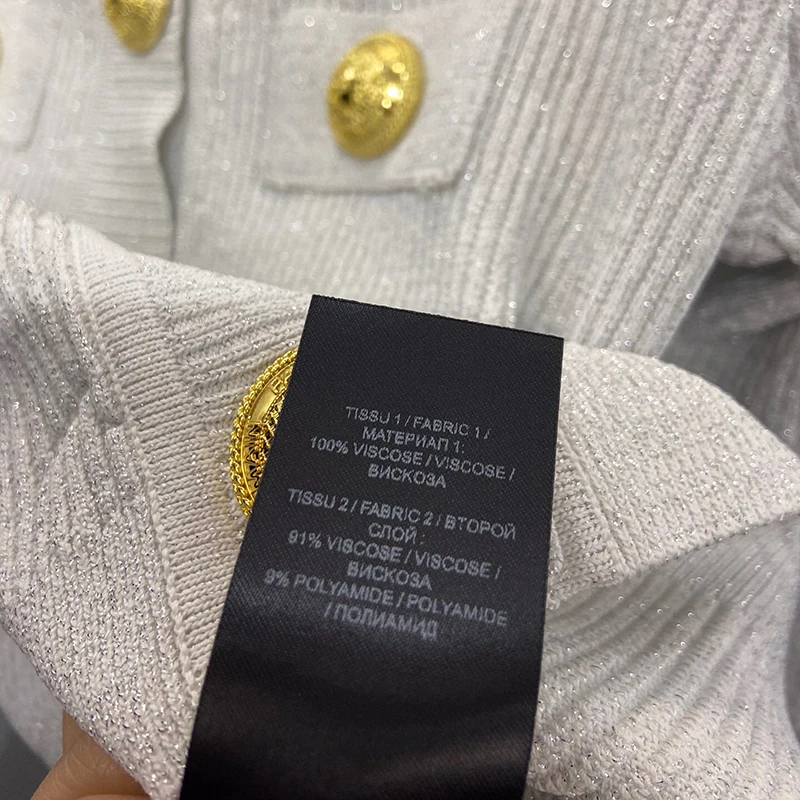 TISSU 1 / FABRIC 1 /
МАТЕРИАП 1:
100% VISCOSE / VISCOSE /
ВИСКОЗА
TISSU 2 / FABRIC 2 / ВТОРОЙ
СЛОЙ :
91% VISCOSE / VISCOSE /
ВИСКОЗА
9% POLYAMIDE / POLYAMIDE
/ ПОЛИАМИД